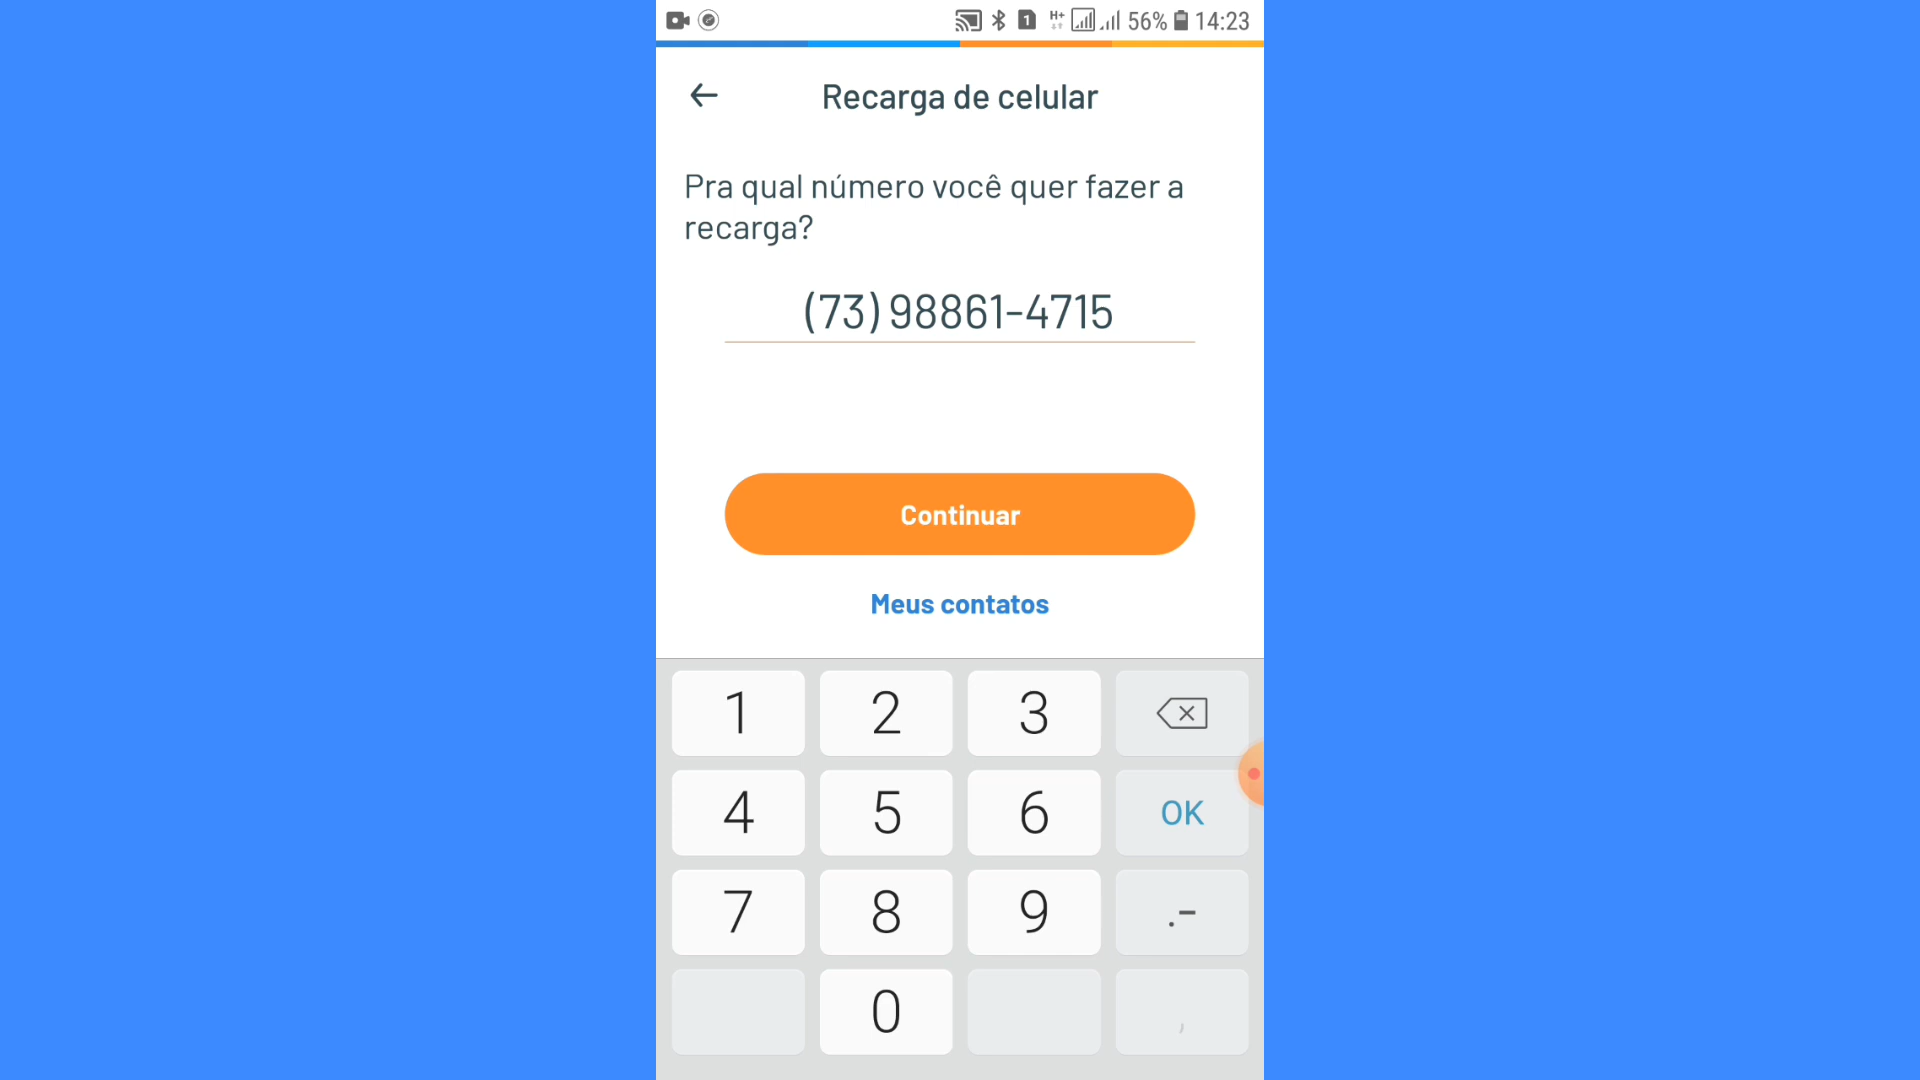 1 H+ 56% 14:23
Recarga de celular
Pra qual número você quer fazer a
recarga?
(73) 98861-4715
Continuar
Meus contatos
1 2 3
4 5 6 OK
7 8 9 .-
0 ,